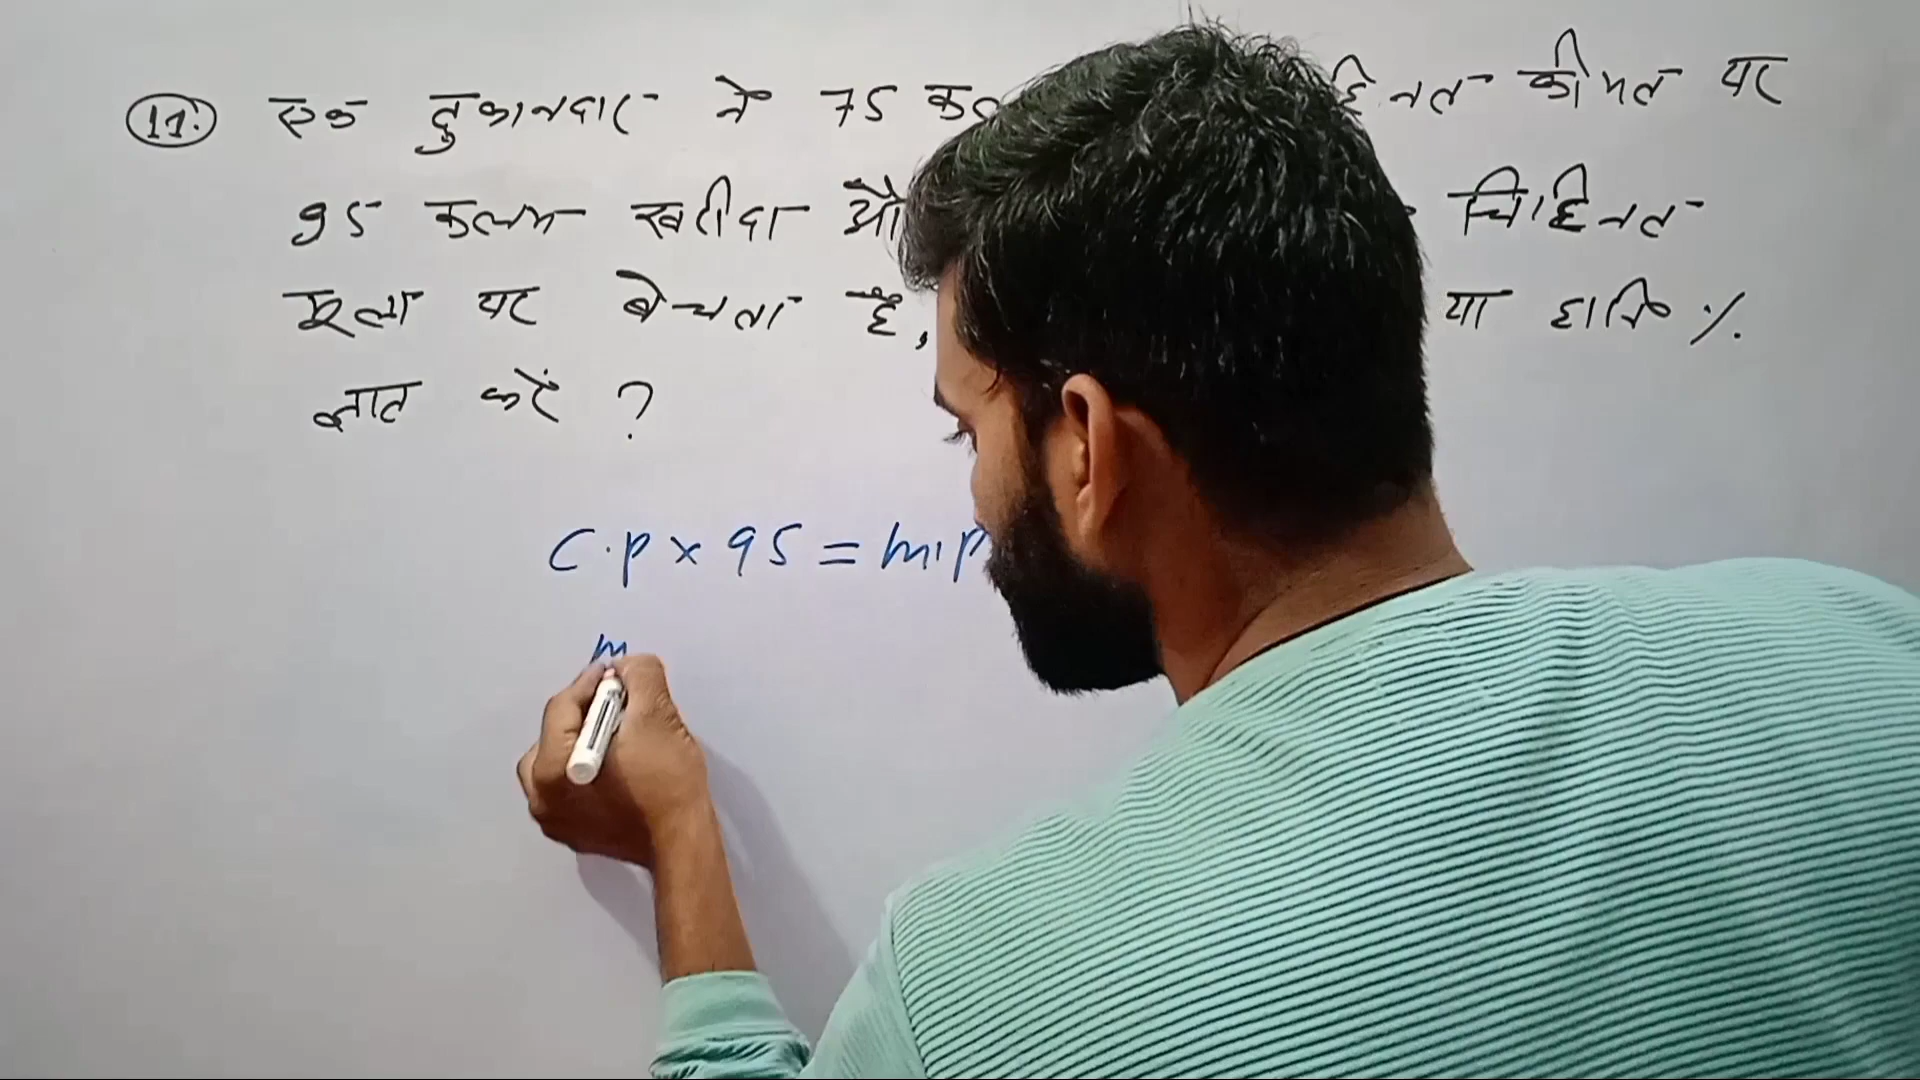 11. एक दुकानदार ने 75 कीमत पर
95 कलम खरीदा चिह्नित
मूल्य पर बेचता है, या हानि %.
ज्ञात करें ?
C.P × 95 = m.P
m